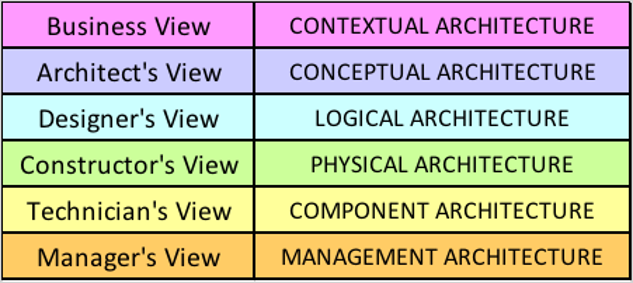 Business View CONTEXTUAL ARCHITECTURE
Architect's View CONCEPTUAL ARCHITECTURE
Designer's View LOGICAL ARCHITECTURE
Constructor's View PHYSICAL ARCHITECTURE
Technician's View COMPONENT ARCHITECTURE
Manager's View MANAGEMENT ARCHITECTURE